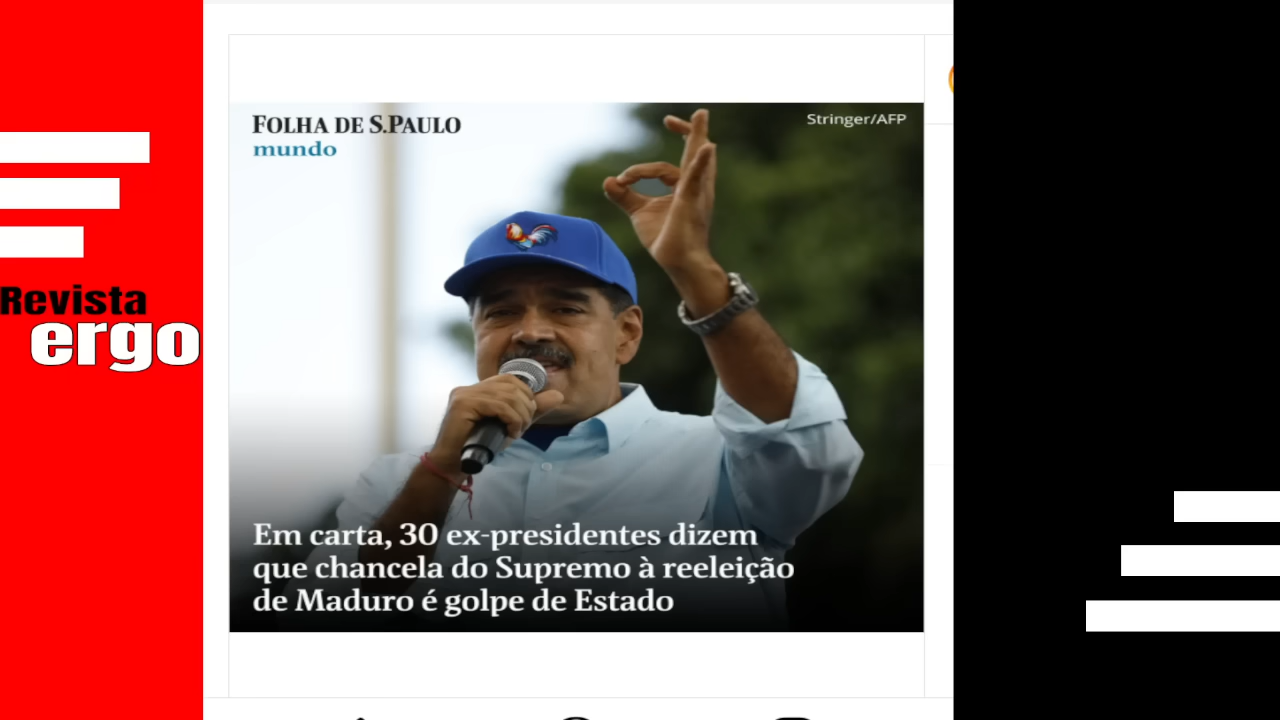 FOLHA DE S.PAULO
mundo
Stringer/AFP
Revista
ergo
Em carta, 30 ex-presidentes dizem
que chancela do Supremo à reeleição
de Maduro é golpe de Estado